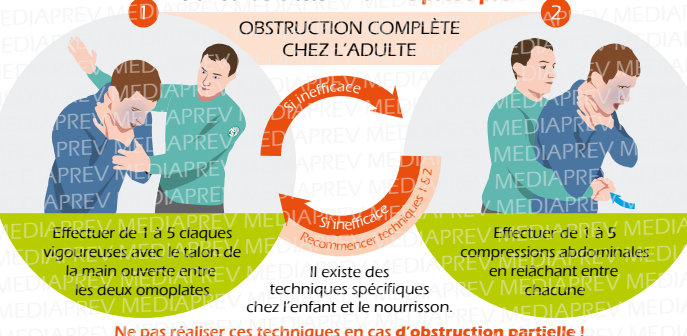 1
2
OBSTRUCTION COMPLÈTE
CHEZ L'ADULTE
Si inefficace
Si inefficace
Recommencer techniques 1 & 2
Effectuer de 1 à 5 claques
vigoureuses avec le talon de
la main ouverte entre
les deux omoplates
Effectuer de 1 à 5
compressions abdominales
en relâchant entre
chacune
Il existe des
techniques spécifiques
chez l'enfant et le nourrisson.
Ne pas réaliser ces techniques en cas d'obstruction partielle !
MEDIAPREV